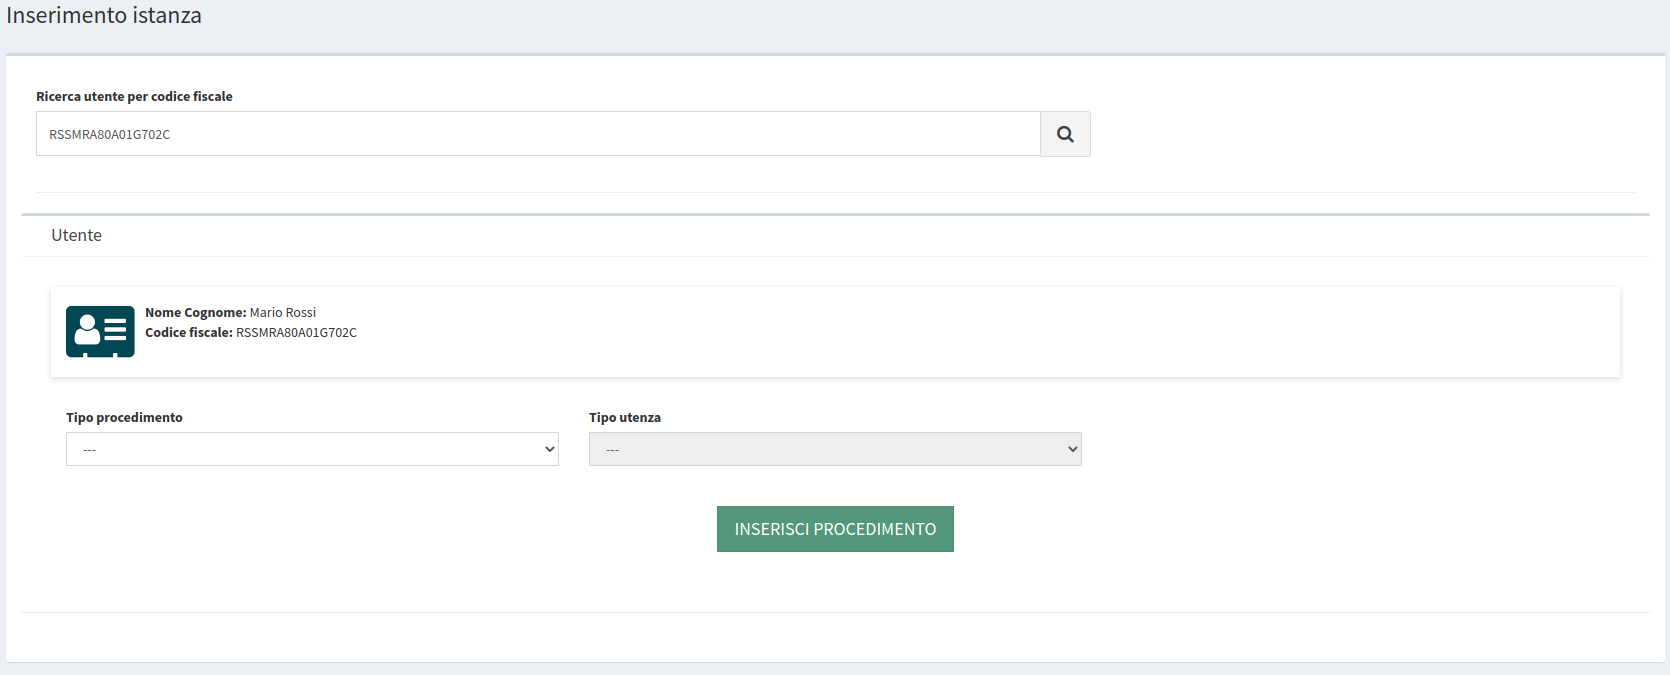 Inserimento istanza
Ricerca utente per codice fiscale
RSSMRA80A01G702C
Utente
Nome Cognome: Mario Rossi
Codice fiscale: RSSMRA80A01G702C
Tipo procedimento
Tipo utenza
---
---
INSERISCI PROCEDIMENTO